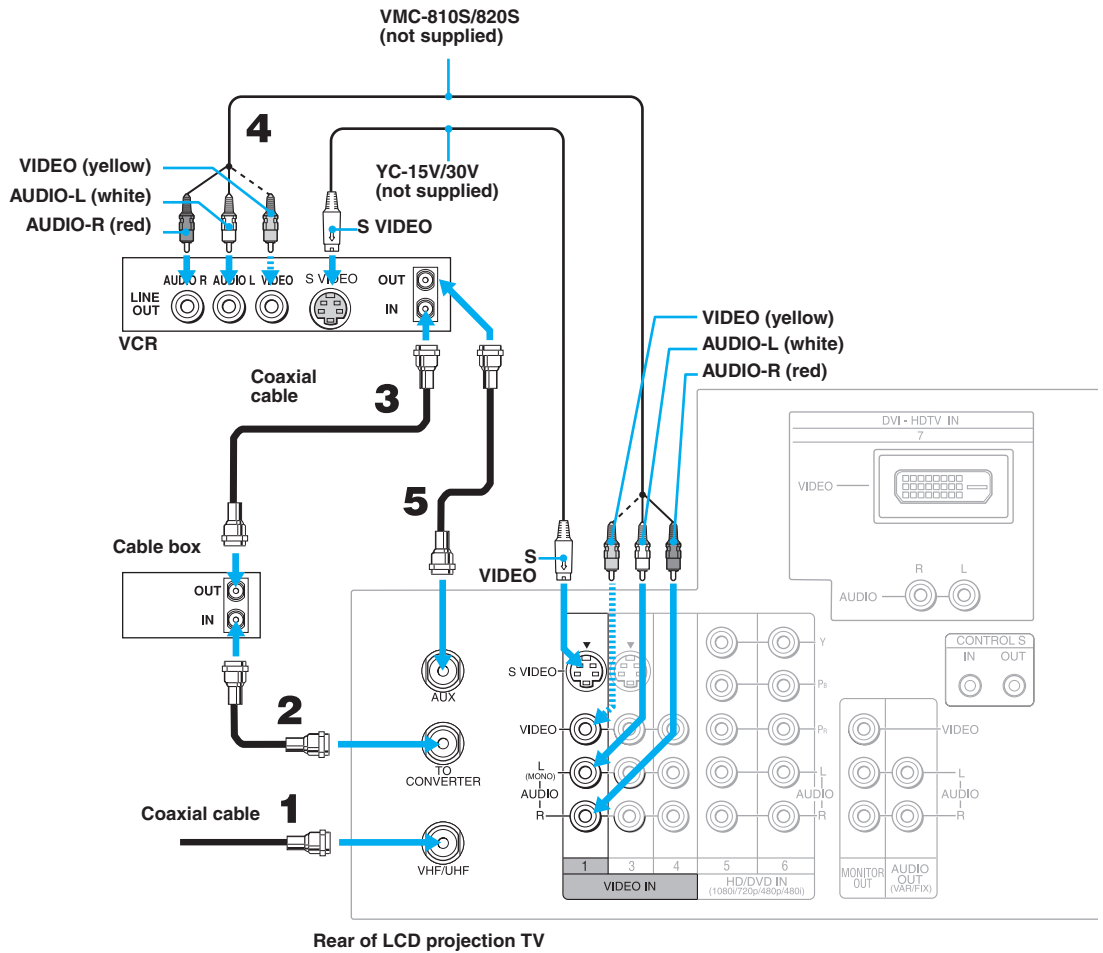 VMC-810S/820S
(not supplied)
4
VIDEO (yellow)
AUDIO-L (white)
AUDIO-R (red)
YC-15V/30V
(not supplied)
S VIDEO
AUDIO R AUDIO L VIDEO S VIDEO OUT
LINE
OUT
IN
VCR
VIDEO (yellow)
AUDIO-L (white)
AUDIO-R (red)
Coaxial
cable
3
5
DVI - HDTV IN
7
VIDEO
R L
AUDIO
Cable box
OUT
IN
S
VIDEO
CONTROL S
IN OUT
AUX
S VIDEO
Y
PB
2
TO
CONVERTER
VIDEO
PR
VIDEO
L
(MONO)
AUDIO
R
L
AUDIO
R
L
AUDIO
R
Coaxial cable
1
VHF/UHF
1 3 4 5 6
VIDEO IN
HD/DVD IN
(1080i/720p/480p/480i)
MONITOR
OUT
AUDIO
OUT
(VAR/FIX)
Rear of LCD projection TV